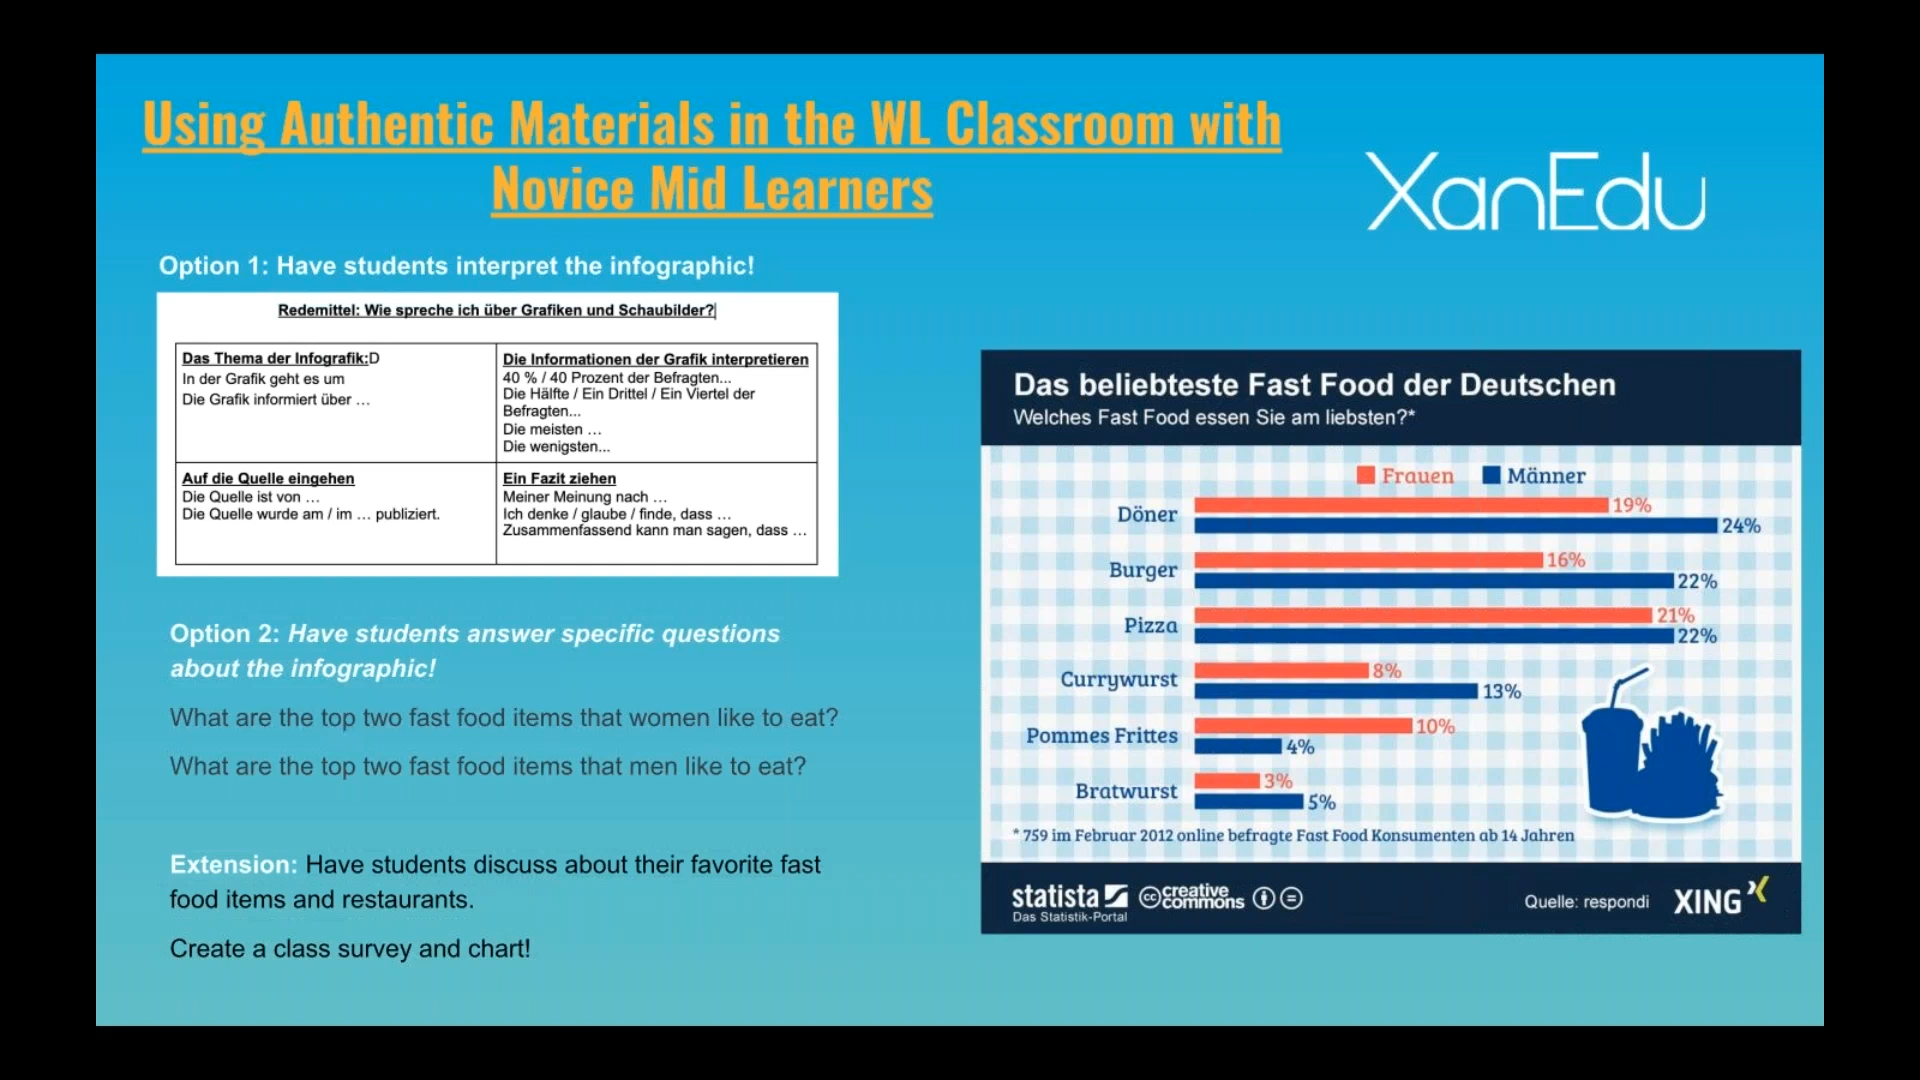 Using Authentic Materials in the WL Classroom with
Novice Mid Learners
XanEdu
Option 1: Have students interpret the infographic!
Redemittel: Wie spreche ich über Grafiken und Schaubilder?
Das Thema der Infografik:D
In der Grafik geht es um
Die Grafik informiert über …
Die Informationen der Grafik interpretieren
40 % / 40 Prozent der Befragten...
Die Hälfte / Ein Drittel / Ein Viertel der
Befragten...
Die meisten …
Die wenigsten...
Auf die Quelle eingehen
Die Quelle ist von …
Die Quelle wurde am / im … publiziert.
Ein Fazit ziehen
Meiner Meinung nach …
Ich denke / glaube / finde, dass …
Zusammenfassend kann man sagen, dass …
Option 2: Have students answer specific questions
about the infographic!
What are the top two fast food items that women like to eat?
What are the top two fast food items that men like to eat?
Extension: Have students discuss about their favorite fast
food items and restaurants.
Create a class survey and chart!
Das beliebteste Fast Food der Deutschen
Welches Fast Food essen Sie am liebsten?*
Frauen Männer
Döner 19%
24%
Burger 16%
22%
Pizza 21%
22%
Currywurst 8%
13%
Pommes Frittes 10%
4%
Bratwurst 3%
5%
* 759 im Februar 2012 online befragte Fast Food Konsumenten ab 14 Jahren
statista
Das Statistik-Portal
cc creative
commons
Quelle: respondi
XING